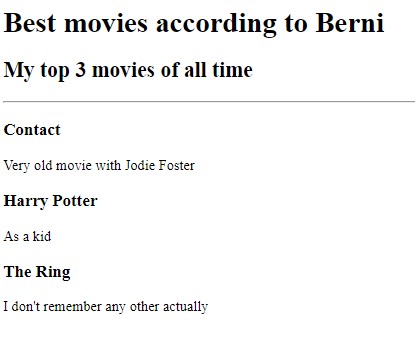 Best movies according to Berni
My top 3 movies of all time
Contact
Very old movie with Jodie Foster
Harry Potter
As a kid
The Ring
I don't remember any other actually